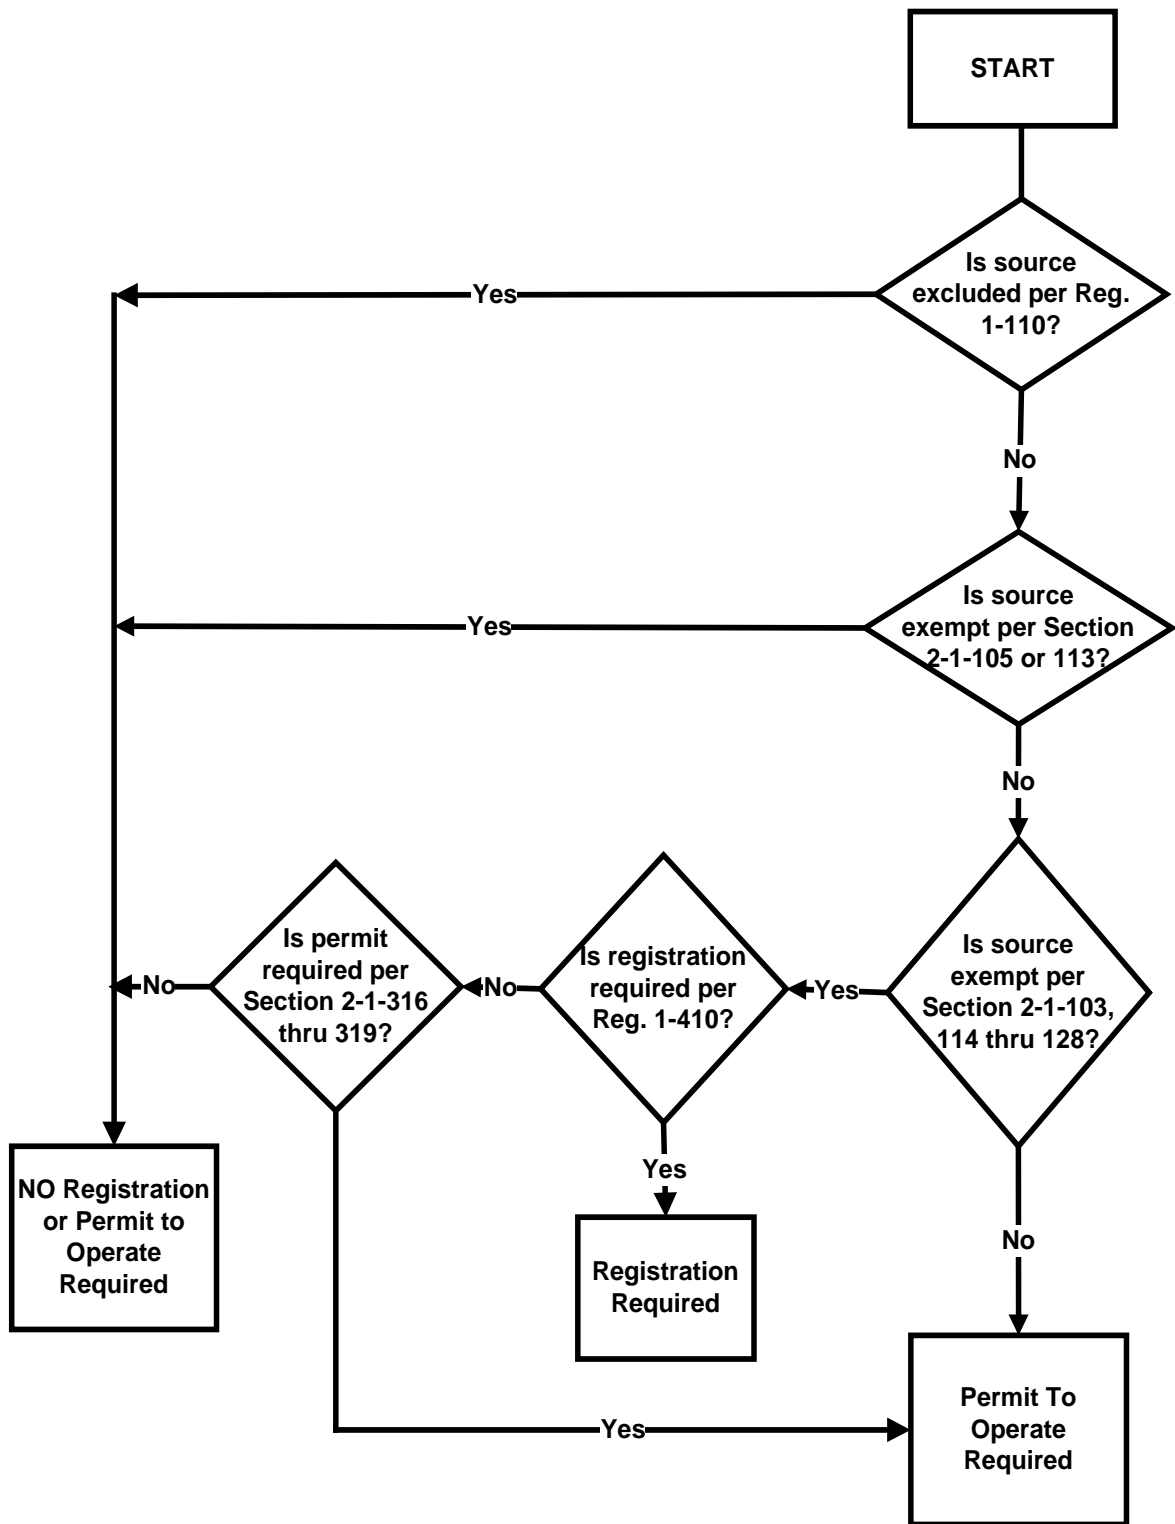 START
Is source
excluded per Reg.
1-110?
Yes
No
Is source
exempt per Section
2-1-105 or 113?
Yes
No
Is source
exempt per
Section 2-1-103,
114 thru 128?
Yes
Is registration
required per
Reg. 1-410?
No
Is permit
required per
Section 2-1-316
thru 319?
No
Yes
NO Registration
or Permit to
Operate
Required
Registration
Required
No
Permit To
Operate
Required
Yes